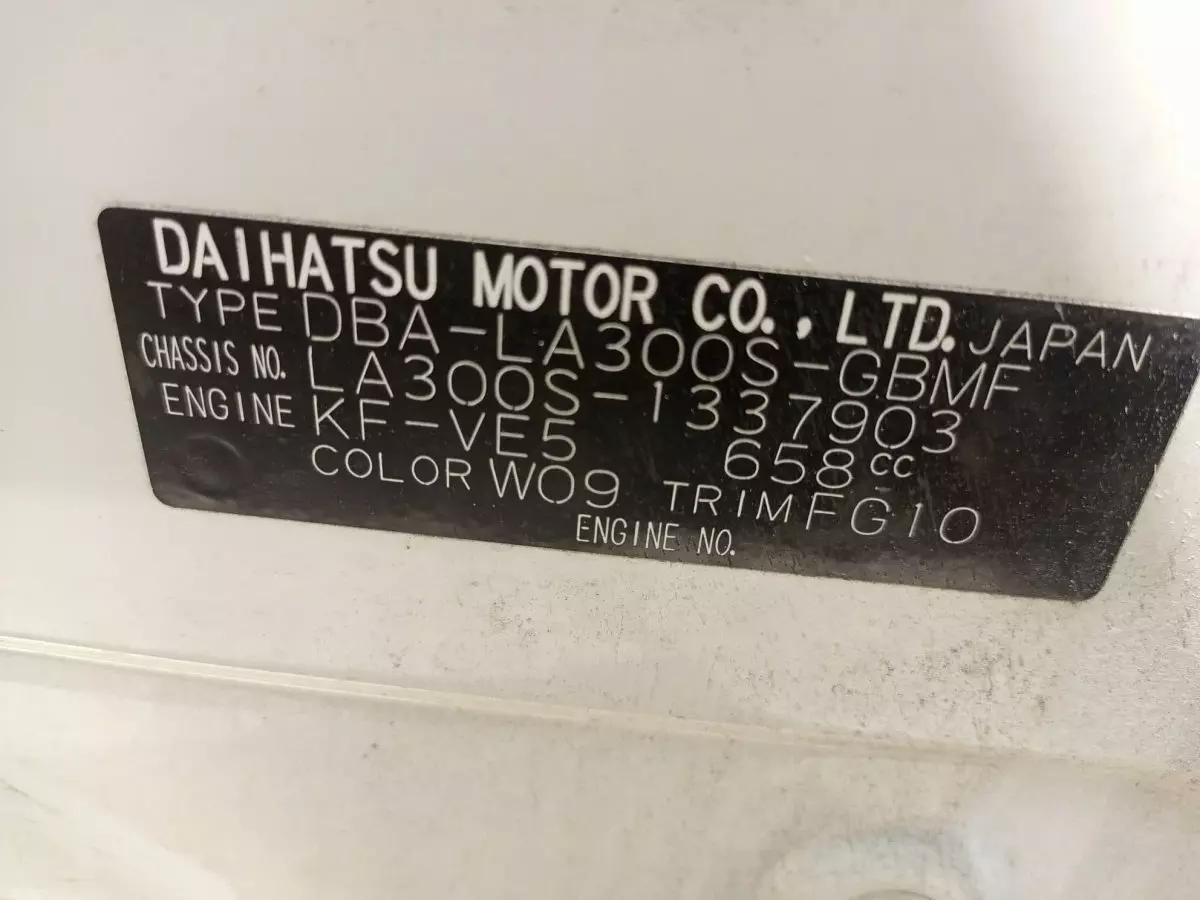 DAIHATSU MOTOR CO., LTD. JAPAN
TYPE DBA-LA300S-GBMF
CHASSIS NO. LA300S-1337903
ENGINE KF-VE5 658cc
COLOR W09 TRIM FG10
ENGINE NO.